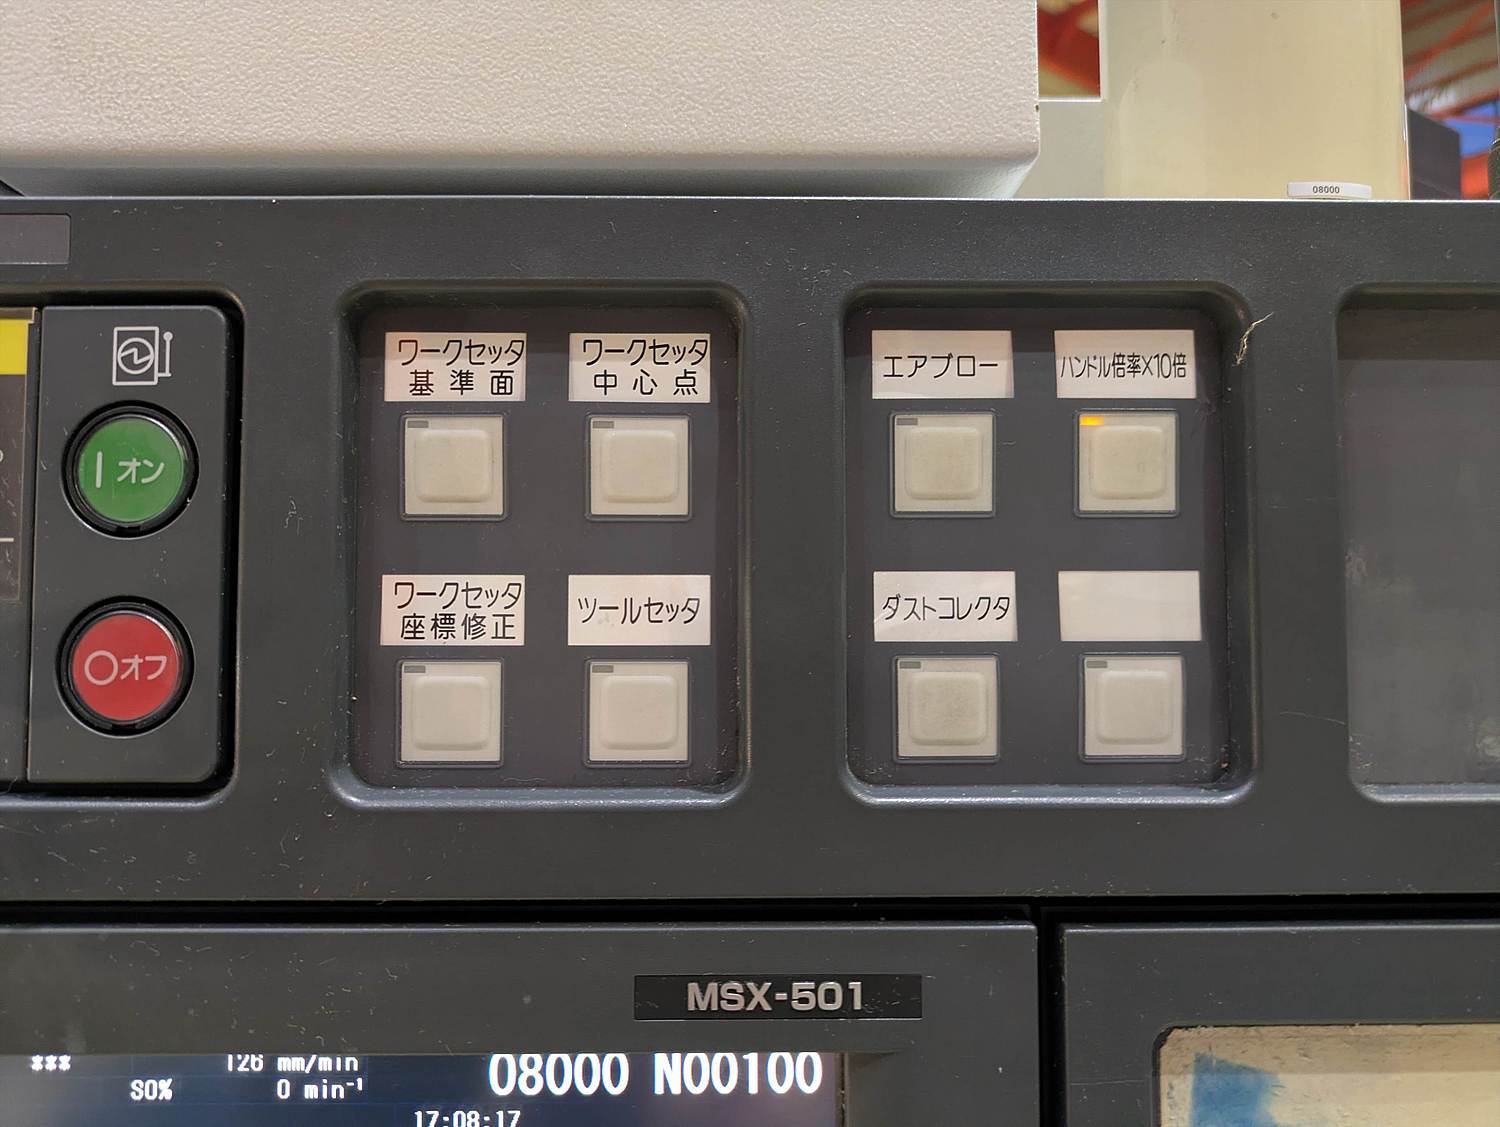 08000
ワークセッタ
基準面
ワークセッタ
中心点
エアブロー
ハンドル倍率×10倍
| オン
ワークセッタ
座標修正
ツールセッタ
ダストコレクタ
○オフ
MSX-501
*** 126 mm/min
S0% 0 min⁻¹
O8000 N00100
17:08:17